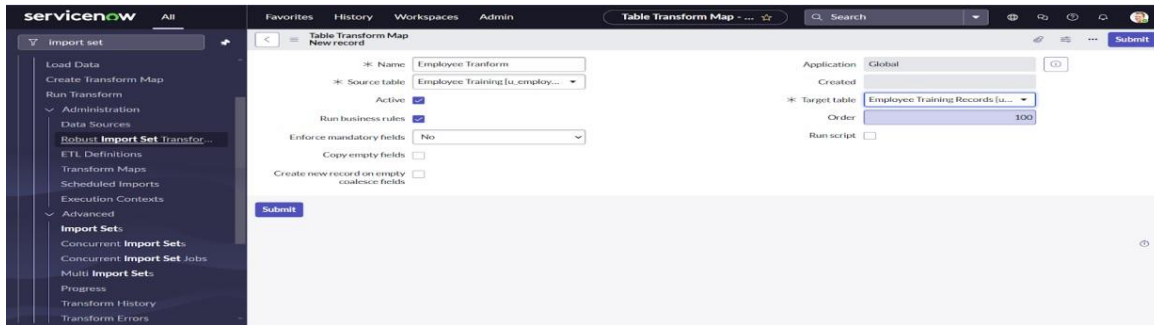 servicenow All Favorites History Workspaces Admin Table Transform Map - ... Search
import set
Table Transform Map
New record
Submit
Load Data
Create Transform Map
Run Transform
Administration
Data Sources
Robust Import Set Transfor...
ETL Definitions
Transform Maps
Scheduled Imports
Execution Contexts
Advanced
Import Sets
Concurrent Import Sets
Concurrent Import Set Jobs
Multi Import Sets
Progress
Transform History
Transform Errors
* Name Employee Tranform
* Source table Employee Training [u_employ...
Active
Run business rules
Enforce mandatory fields No
Copy empty fields
Create new record on empty
coalesce fields
Application Global
Created
* Target table Employee Training Records [u...
Order 100
Run script
Submit